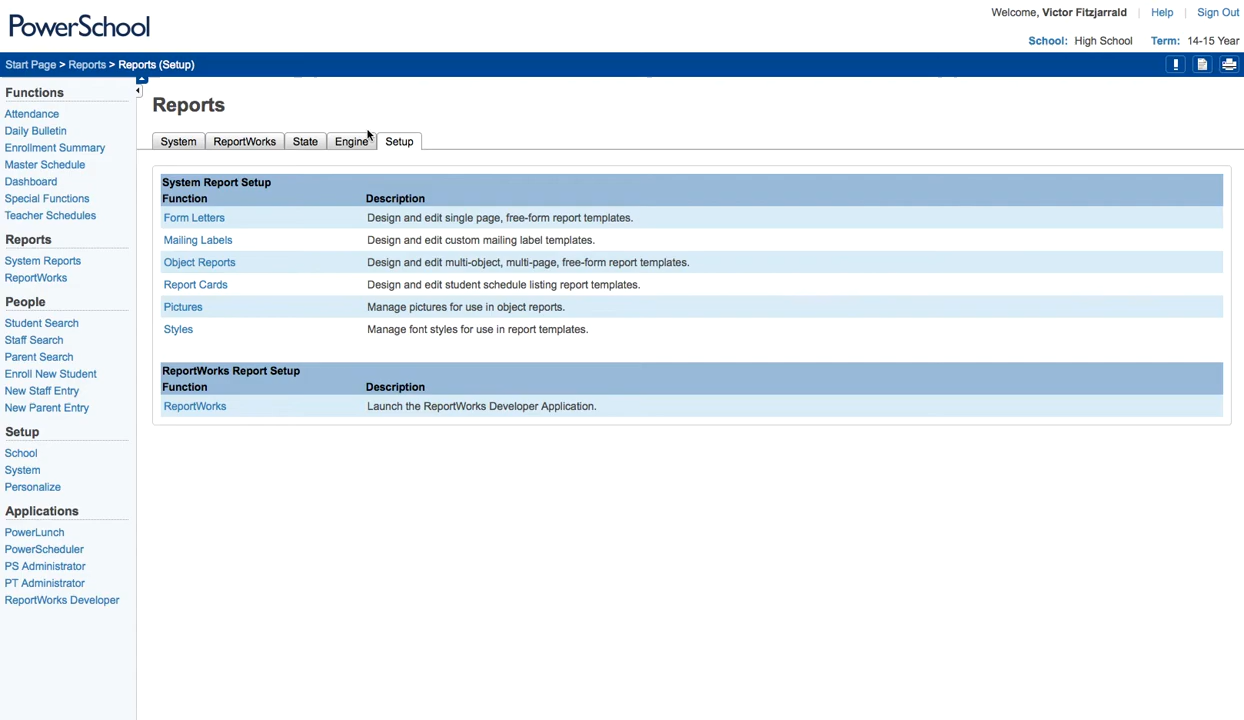 PowerSchool
Welcome, Victor Fitzjarrald
Help
Sign Out
School: High School
Term: 14-15 Year
Start Page > Reports > Reports (Setup)
Functions
Attendance
Daily Bulletin
Enrollment Summary
Master Schedule
Dashboard
Special Functions
Teacher Schedules
Reports
System Reports
ReportWorks
People
Student Search
Staff Search
Parent Search
Enroll New Student
New Staff Entry
New Parent Entry
Setup
School
System
Personalize
Applications
PowerLunch
PowerScheduler
PS Administrator
PT Administrator
ReportWorks Developer
Reports
System
ReportWorks
State
Engine
Setup
System Report Setup
Function Description
Form Letters Design and edit single page, free-form report templates.
Mailing Labels Design and edit custom mailing label templates.
Object Reports Design and edit multi-object, multi-page, free-form report templates.
Report Cards Design and edit student schedule listing report templates.
Pictures Manage pictures for use in object reports.
Styles Manage font styles for use in report templates.
ReportWorks Report Setup
Function Description
ReportWorks Launch the ReportWorks Developer Application.